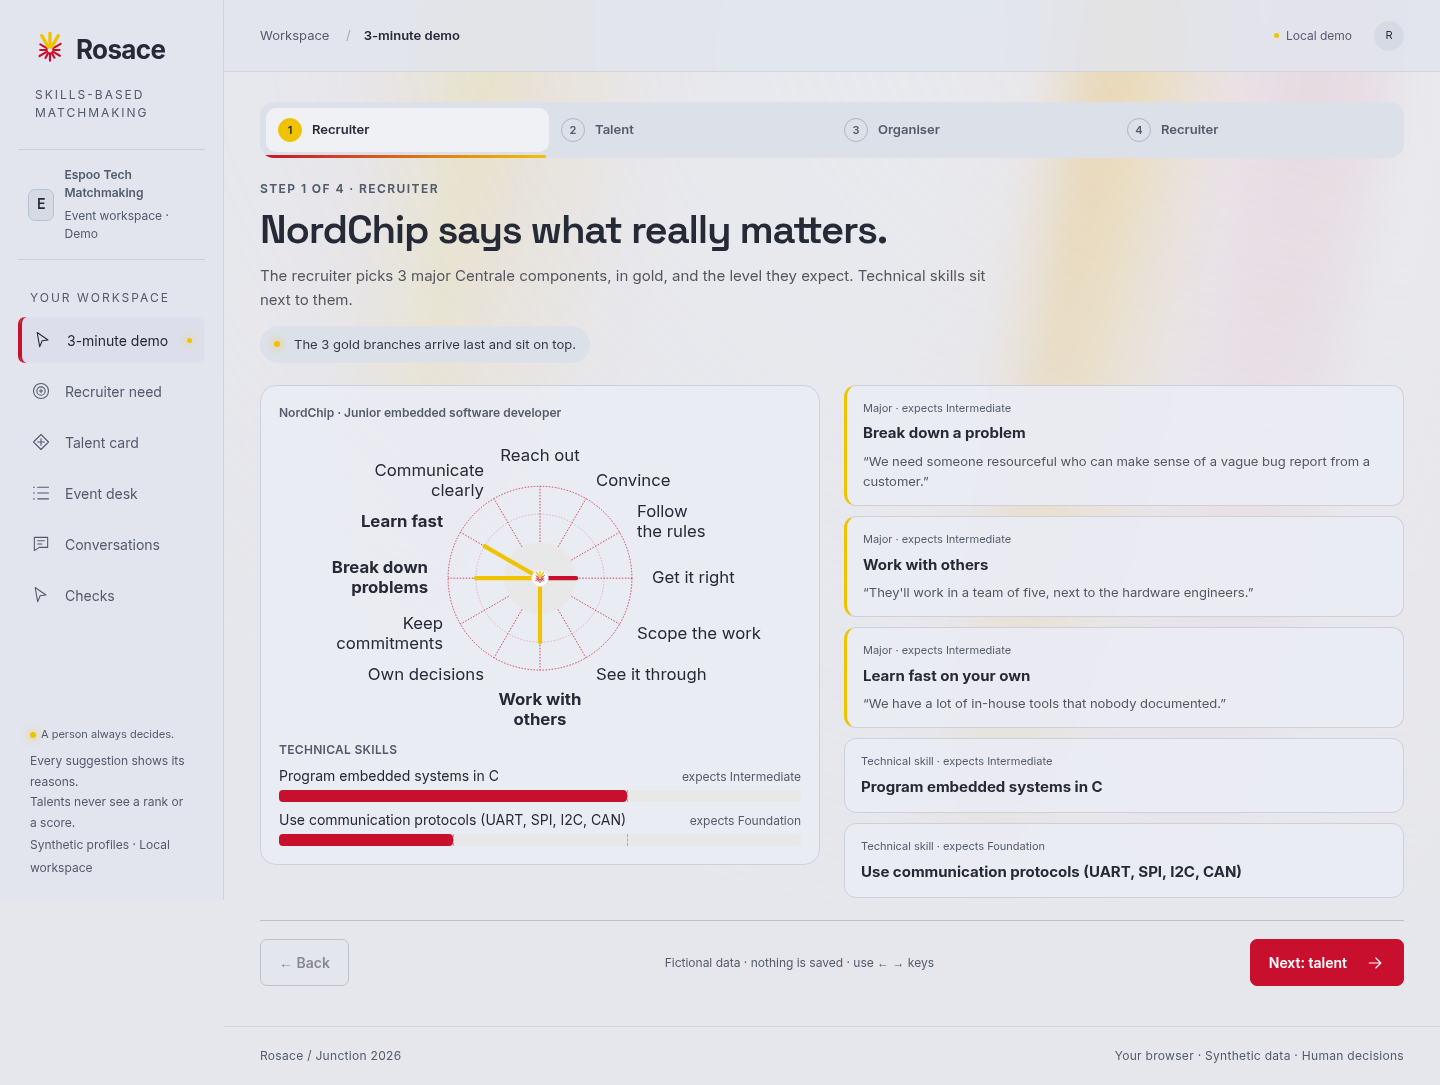 Rosace
SKILLS-BASED
MATCHMAKING
E
Espoo Tech
Matchmaking
Event workspace ·
Demo
YOUR WORKSPACE
3-minute demo
Recruiter need
Talent card
Event desk
Conversations
Checks
A person always decides.
Every suggestion shows its
reasons.
Talents never see a rank or
a score.
Synthetic profiles · Local
workspace
Workspace / 3-minute demo
Local demo
R
1 Recruiter
2 Talent
3 Organiser
4 Recruiter
STEP 1 OF 4 · RECRUITER
NordChip says what really matters.
The recruiter picks 3 major Centrale components, in gold, and the level they expect. Technical skills sit
next to them.
The 3 gold branches arrive last and sit on top.
NordChip · Junior embedded software developer
Reach out
Convince
Follow
the rules
Get it right
Scope the work
See it through
Work with
others
Own decisions
Keep
commitments
Break down
problems
Learn fast
Communicate
clearly
TECHNICAL SKILLS
Program embedded systems in C expects Intermediate
Use communication protocols (UART, SPI, I2C, CAN) expects Foundation
Major · expects Intermediate
Break down a problem
“We need someone resourceful who can make sense of a vague bug report from a
customer.”
Major · expects Intermediate
Work with others
“They'll work in a team of five, next to the hardware engineers.”
Major · expects Intermediate
Learn fast on your own
“We have a lot of in-house tools that nobody documented.”
Technical skill · expects Intermediate
Program embedded systems in C
Technical skill · expects Foundation
Use communication protocols (UART, SPI, I2C, CAN)
← Back
Fictional data · nothing is saved · use ← → keys
Next: talent →
Rosace / Junction 2026
Your browser · Synthetic data · Human decisions